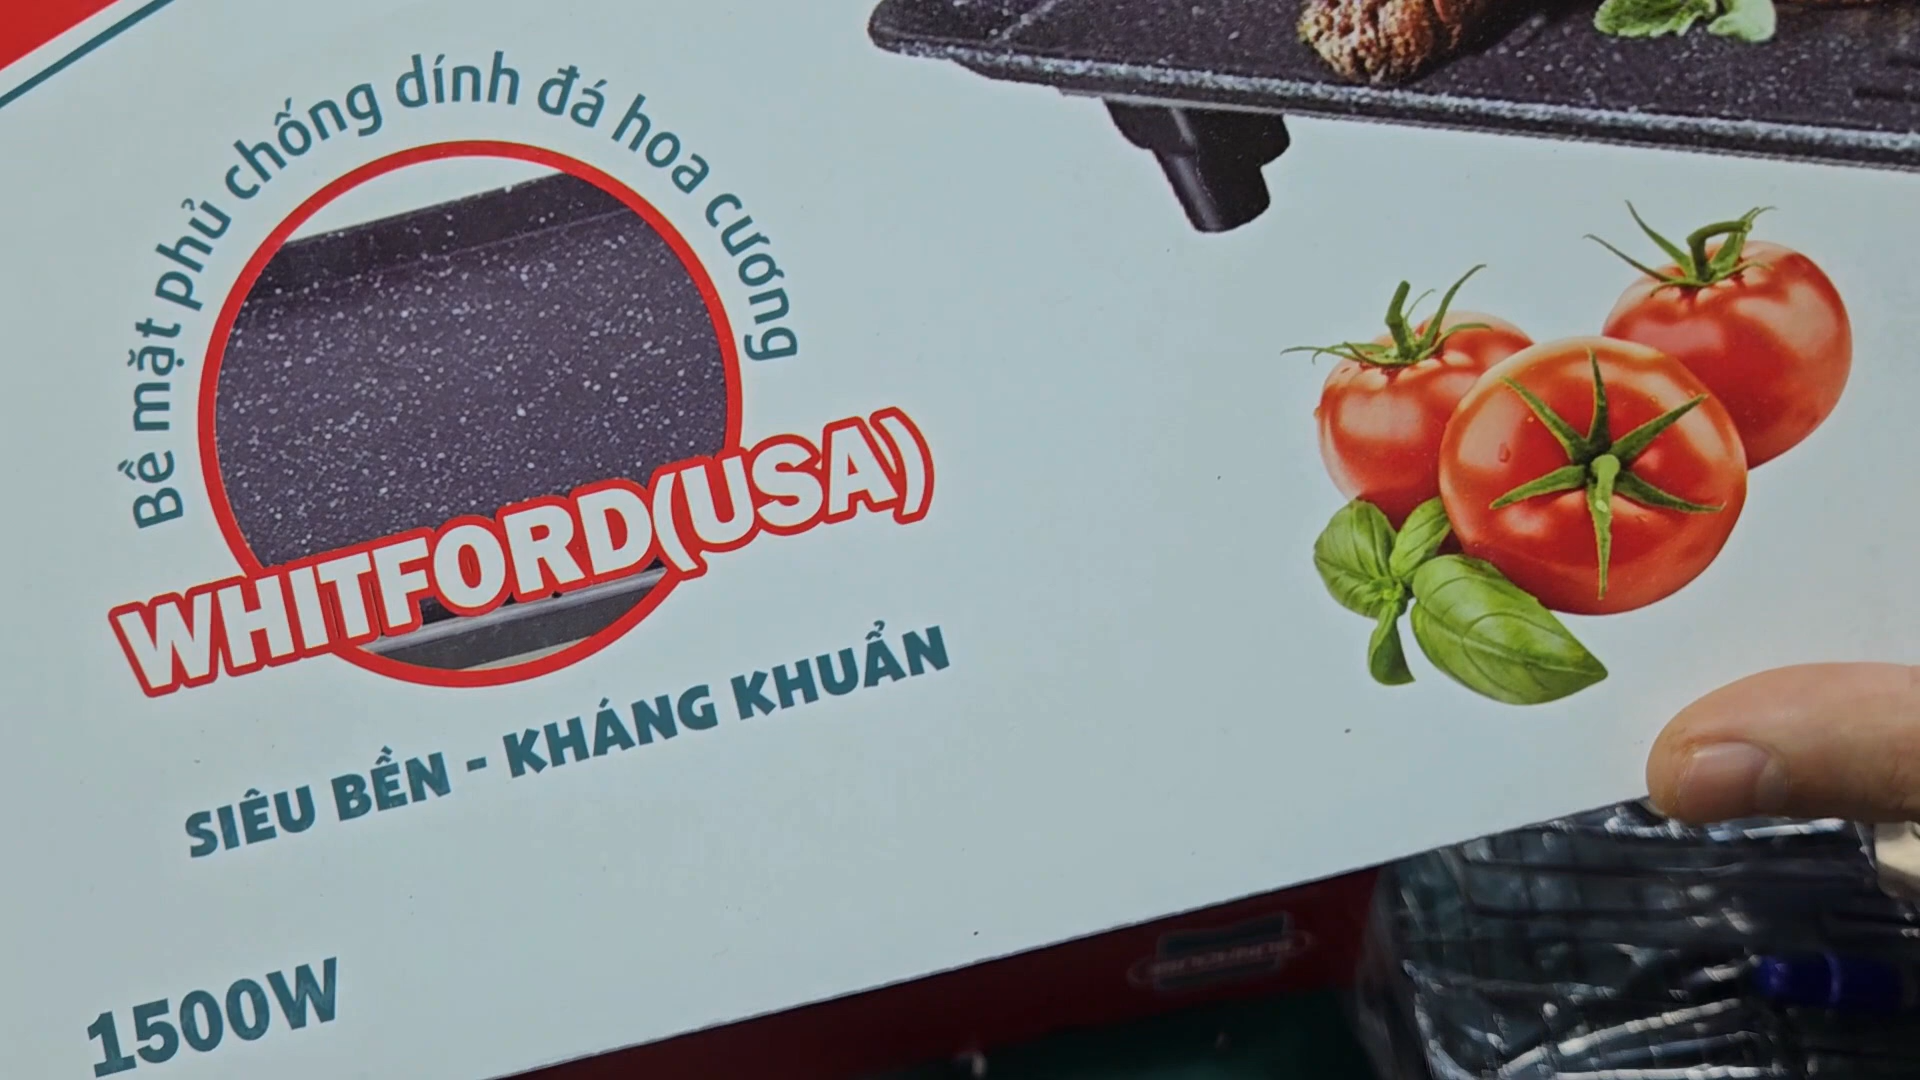 Bề mặt phủ chống dính đá hoa cương
WHITFORD(USA)
SIÊU BỀN - KHÁNG KHUẨN
1500W